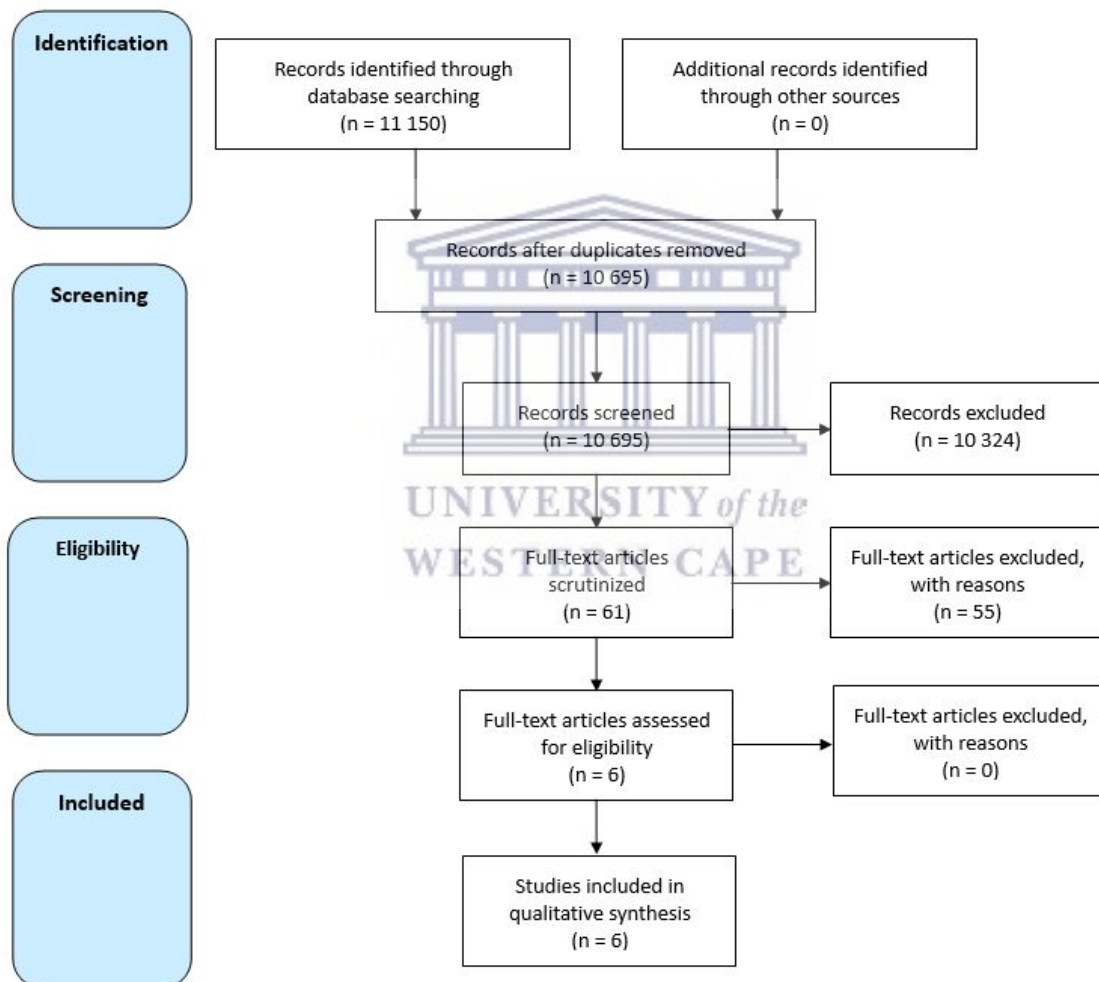 Identification
Records identified through
database searching
(n = 11 150)
Additional records identified
through other sources
(n = 0)
Records after duplicates removed
(n = 10 695)
Screening
Records screened
(n = 10 695)
Records excluded
(n = 10 324)
UNIVERSITY of the
WESTERN CAPE
Eligibility
Full-text articles
scrutinized
(n = 61)
Full-text articles excluded,
with reasons
(n = 55)
Full-text articles assessed
for eligibility
(n = 6)
Full-text articles excluded,
with reasons
(n = 0)
Included
Studies included in
qualitative synthesis
(n = 6)